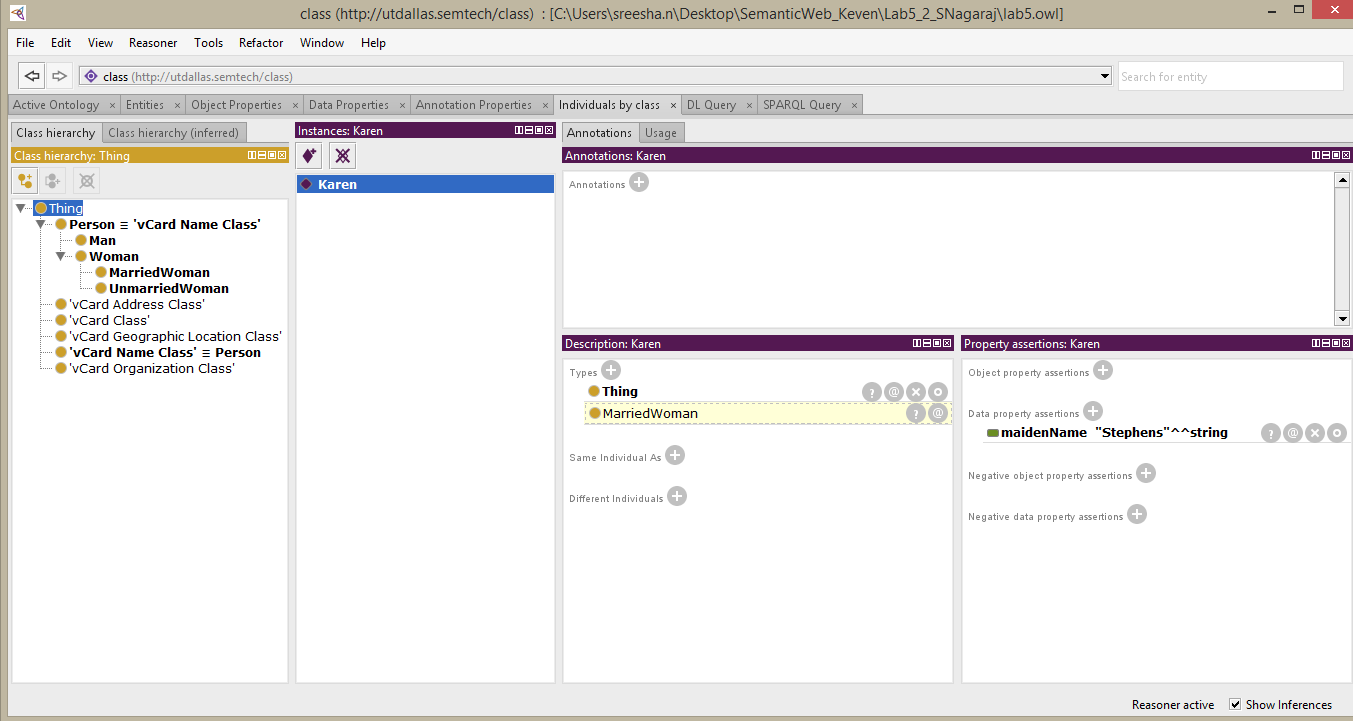 class (http://utdallas.semtech/class) : [C:\Users\sreesha.n\Desktop\SemanticWeb_Keven\Lab5_2_SNagaraj\lab5.owl]
File Edit View Reasoner Tools Refactor Window Help
class (http://utdallas.semtech/class) Search for entity
Active Ontology × Entities × Object Properties × Data Properties × Annotation Properties × Individuals by class × DL Query × SPARQL Query ×
Class hierarchy Class hierarchy (inferred)
Class hierarchy: Thing
Thing
Person ≡ 'vCard Name Class'
Man
Woman
MarriedWoman
UnmarriedWoman
'vCard Address Class'
'vCard Class'
'vCard Geographic Location Class'
'vCard Name Class' ≡ Person
'vCard Organization Class'
Instances: Karen
Karen
Annotations Usage
Annotations: Karen
Annotations
Description: Karen
Types
Thing
? @
MarriedWoman
? @
Same Individual As
Different Individuals
Property assertions: Karen
Object property assertions
Data property assertions
maidenName "Stephens"^^string
? @
Negative object property assertions
Negative data property assertions
Reasoner active Show Inferences